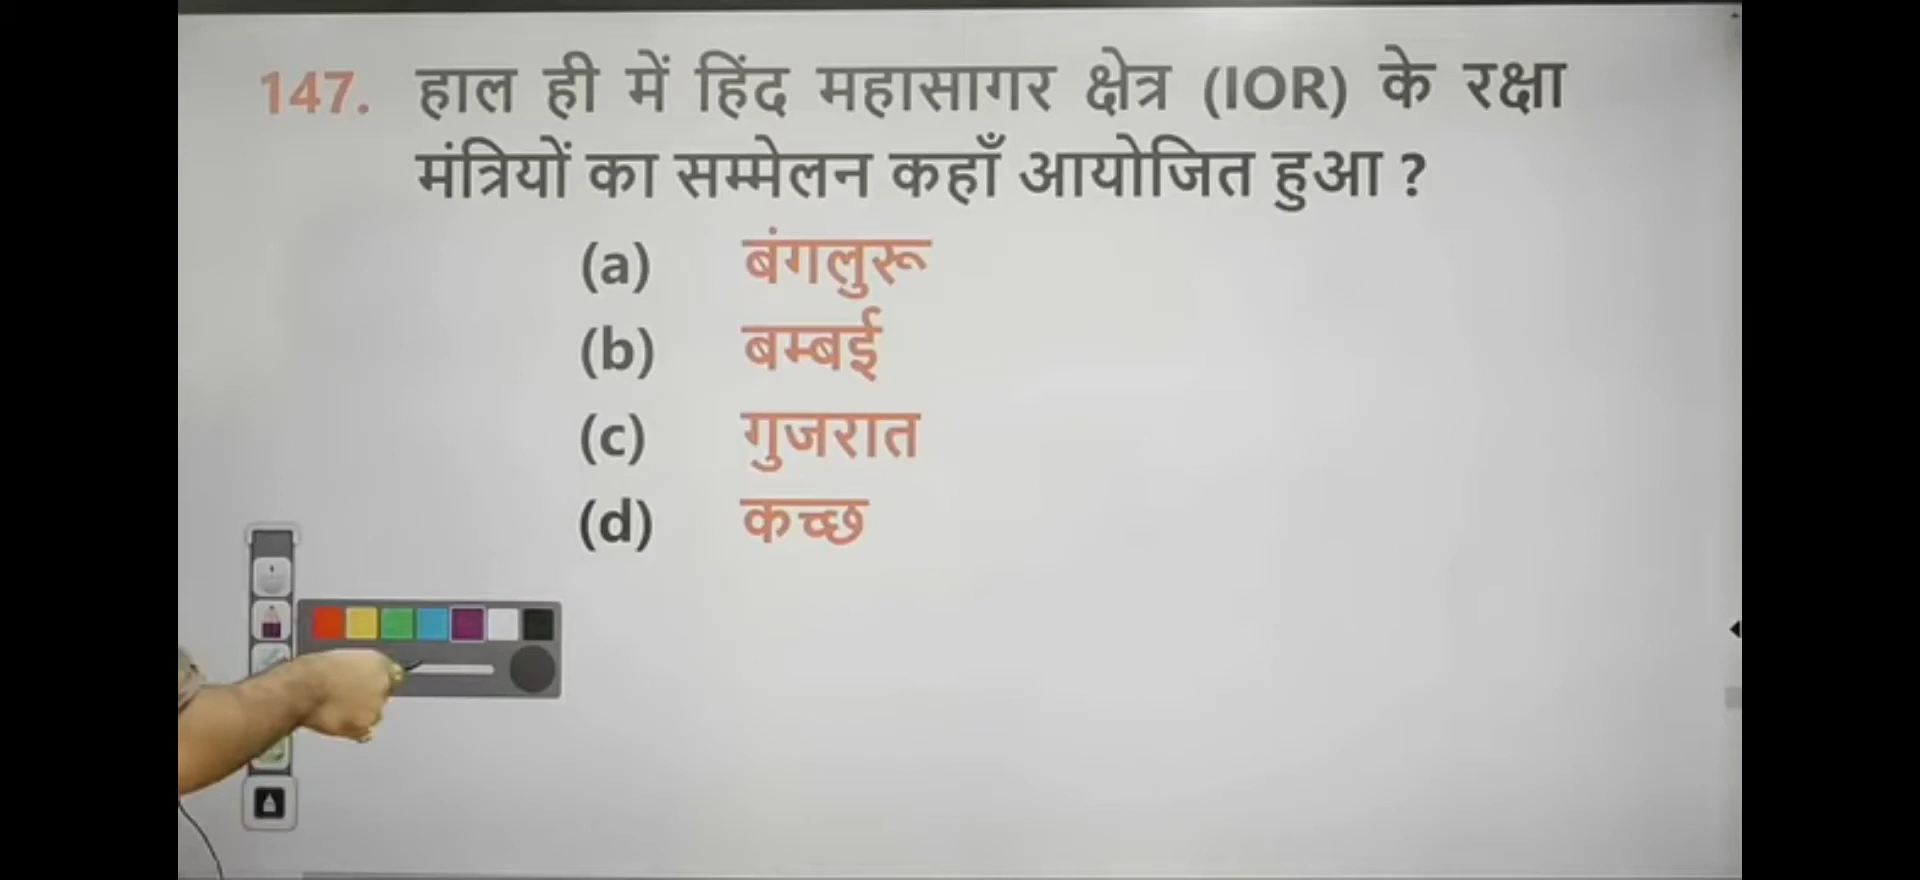 147. हाल ही में हिंद महासागर क्षेत्र (IOR) के रक्षा
मंत्रियों का सम्मेलन कहाँ आयोजित हुआ ?
(a) बंगलुरू
(b) बम्बई
(c) गुजरात
(d) कच्छ